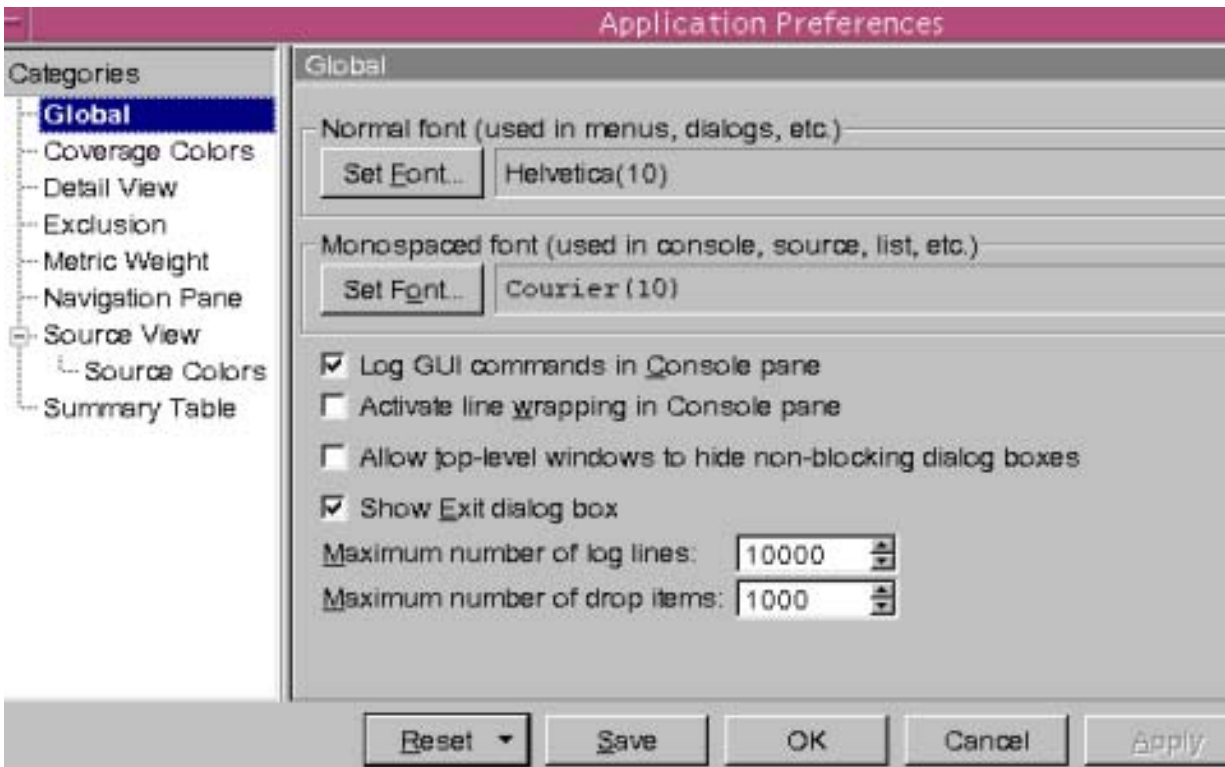 Application Preferences
Categories
Global
Coverage Colors
Detail View
Exclusion
Metric Weight
Navigation Pane
Source View
Source Colors
Summary Table
Global
Normal font (used in menus, dialogs, etc.)
Set Font... Helvetica(10)
Monospaced font (used in console, source, list, etc.)
Set Font... Courier(10)
Log GUI commands in Console pane
Activate line wrapping in Console pane
Allow top-level windows to hide non-blocking dialog boxes
Show Exit dialog box
Maximum number of log lines: 10000
Maximum number of drop items: 1000
Reset Save OK Cancel Apply